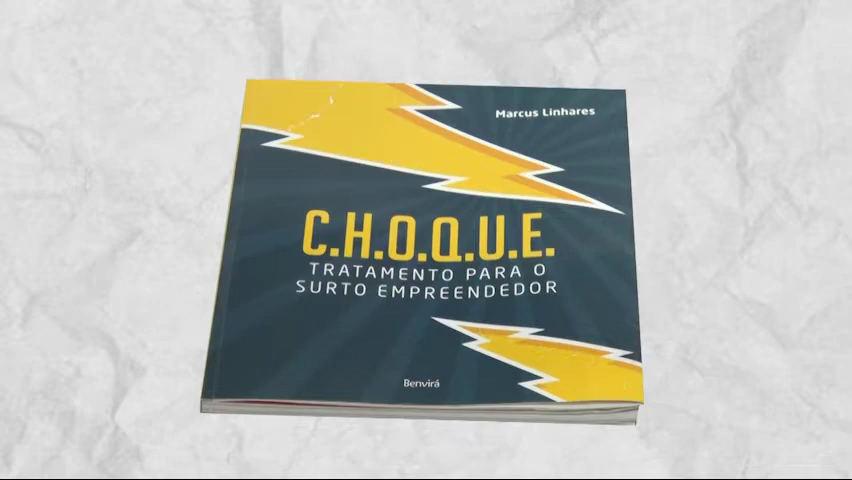 Marcus Linhares
C.H.O.Q.U.E.
TRATAMENTO PARA O
SURTO EMPREENDEDOR
Benvirá